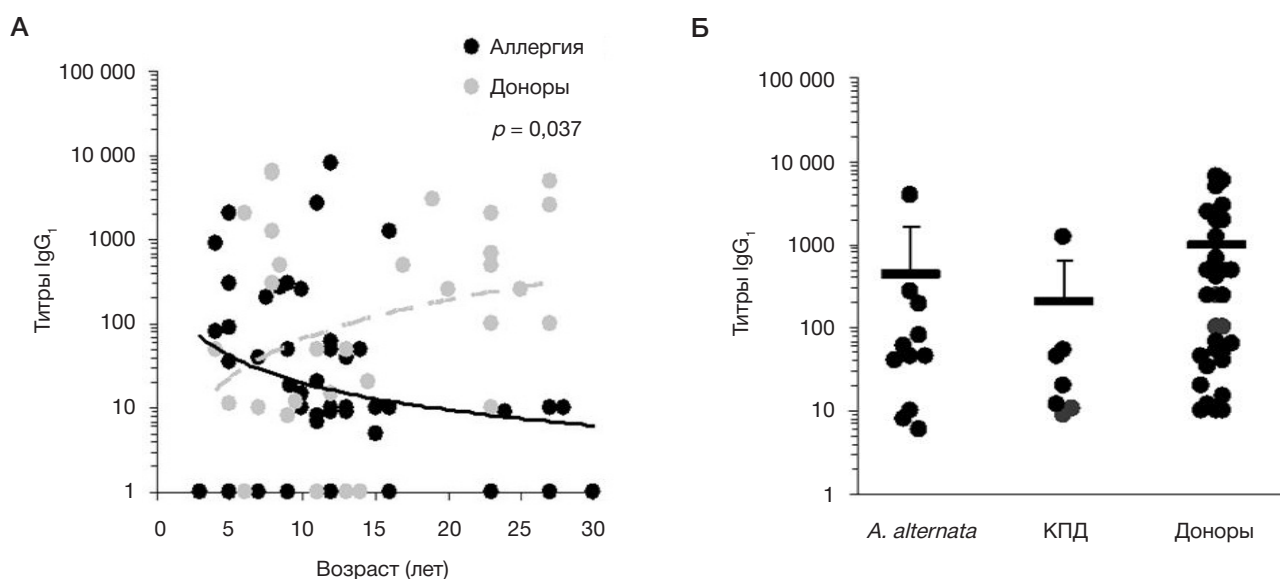 А
Аллергия
Доноры
p = 0,037
100 000
10 000
1000
100
10
1
Титры IgG₁
0 5 10 15 20 25 30
Возраст (лет)
Б
100 000
10 000
1000
100
10
1
Титры IgG₁
A. alternata КПД Доноры